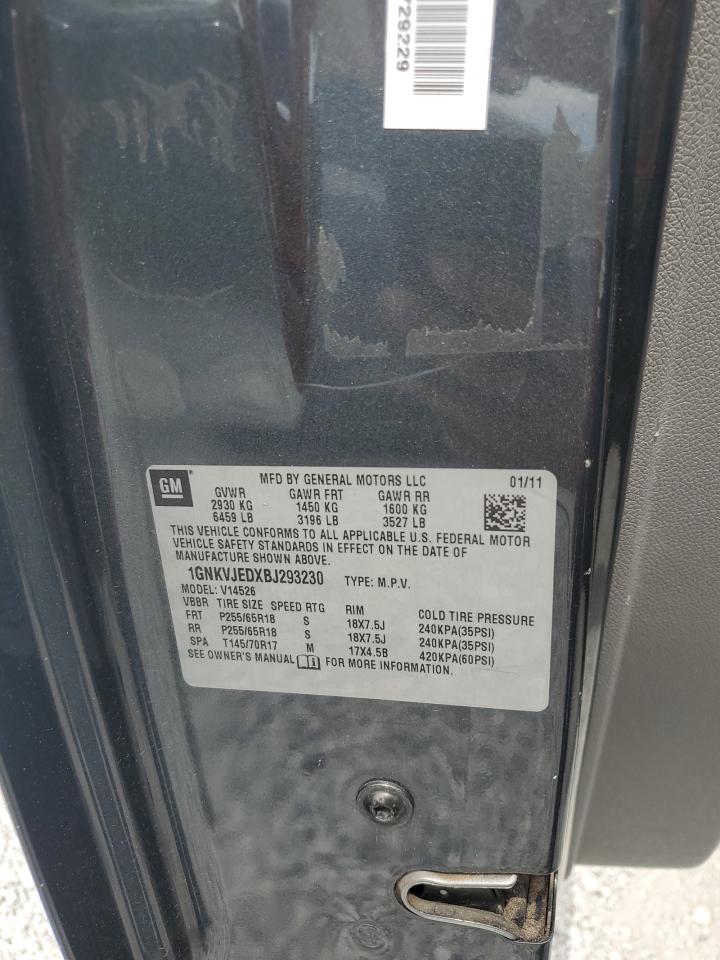 729229
GM
MFD BY GENERAL MOTORS LLC 01/11
GVWR GAWR FRT GAWR RR
2930 KG 1450 KG 1600 KG
6459 LB 3196 LB 3527 LB
THIS VEHICLE CONFORMS TO ALL APPLICABLE U.S. FEDERAL MOTOR
VEHICLE SAFETY STANDARDS IN EFFECT ON THE DATE OF
MANUFACTURE SHOWN ABOVE.
1GNKVJEDXBJ293230 TYPE: M.P.V.
MODEL: V14526
VBBR TIRE SIZE SPEED RTG RIM COLD TIRE PRESSURE
FRT P255/65R18 S 18X7.5J 240KPA(35PSI)
RR P255/65R18 S 18X7.5J 240KPA(35PSI)
SPA T145/70R17 M 17X4.5B 420KPA(60PSI)
SEE OWNER'S MANUAL FOR MORE INFORMATION.